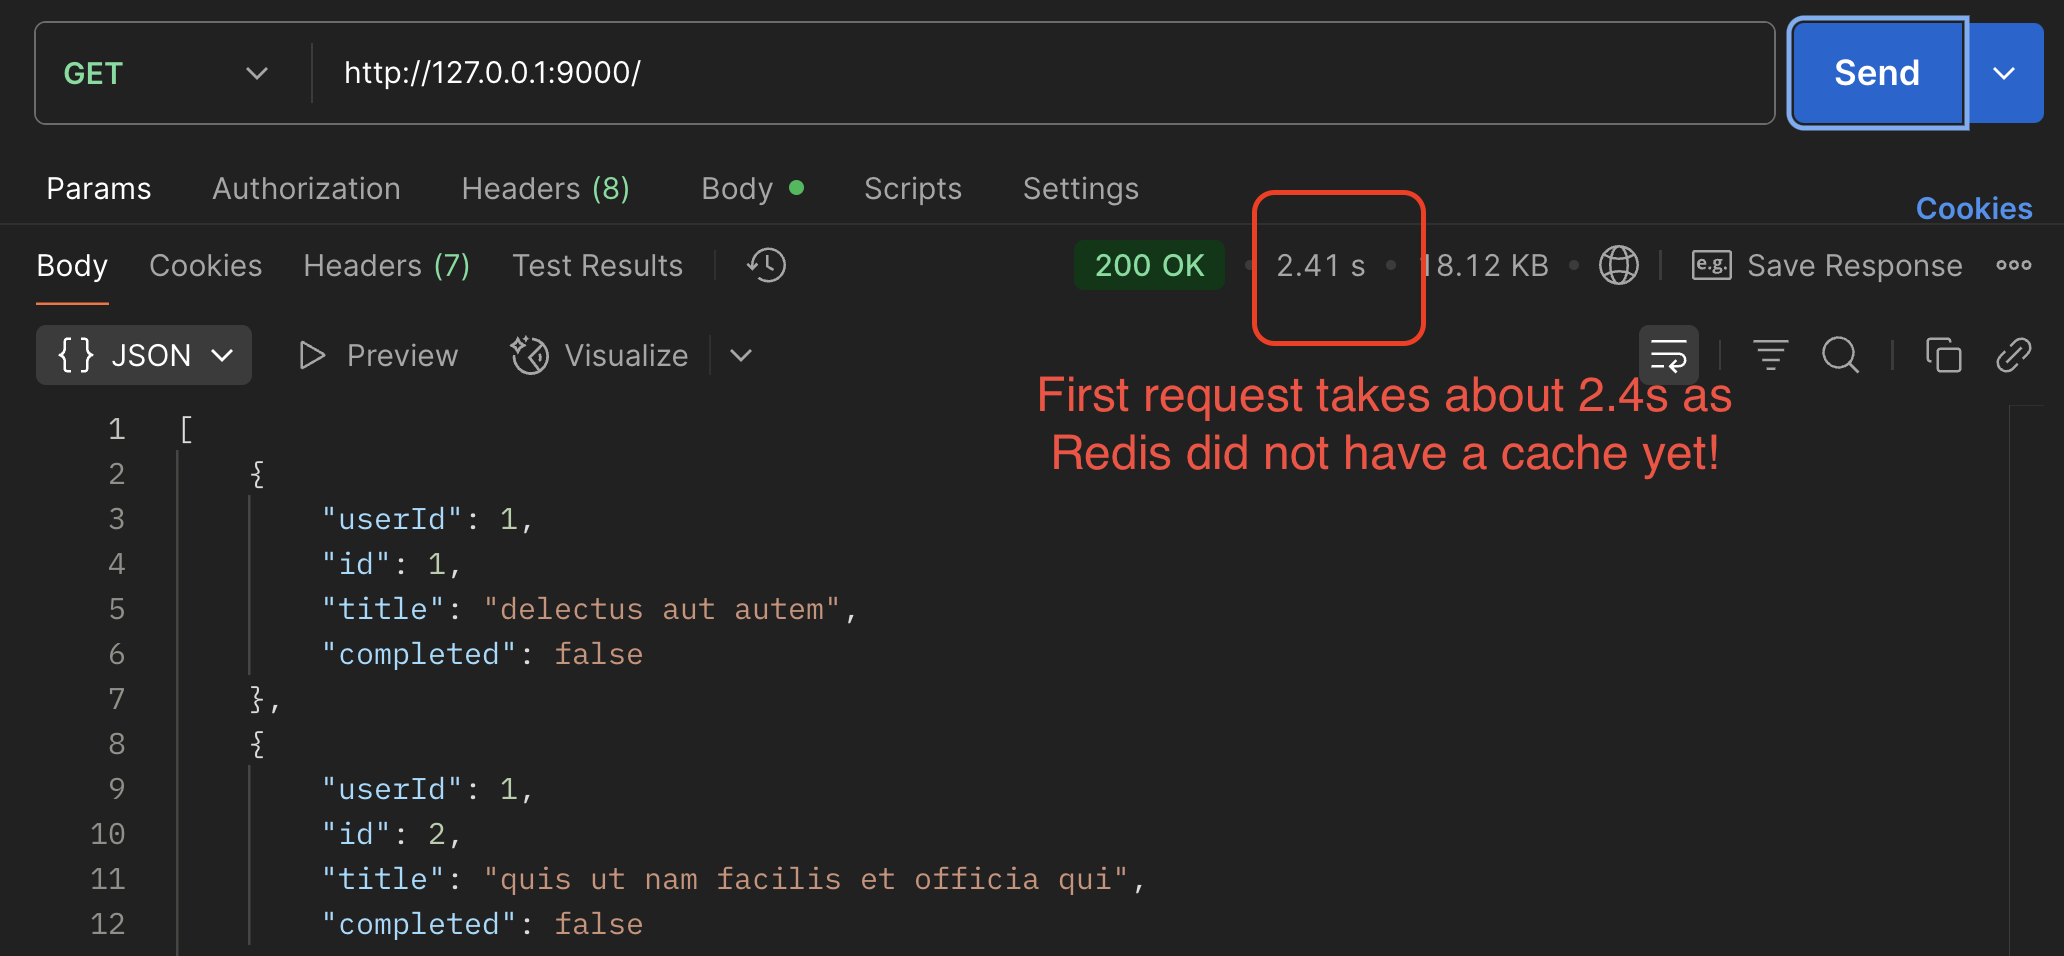 GET http://127.0.0.1:9000/ Send
Params Authorization Headers (8) Body Scripts Settings Cookies
Body Cookies Headers (7) Test Results 200 OK 2.41 s 18.12 KB e.g. Save Response
{} JSON Preview Visualize
First request takes about 2.4s as
Redis did not have a cache yet!
1 [
2 {
3 "userId": 1,
4 "id": 1,
5 "title": "delectus aut autem",
6 "completed": false
7 },
8 {
9 "userId": 1,
10 "id": 2,
11 "title": "quis ut nam facilis et officia qui",
12 "completed": false